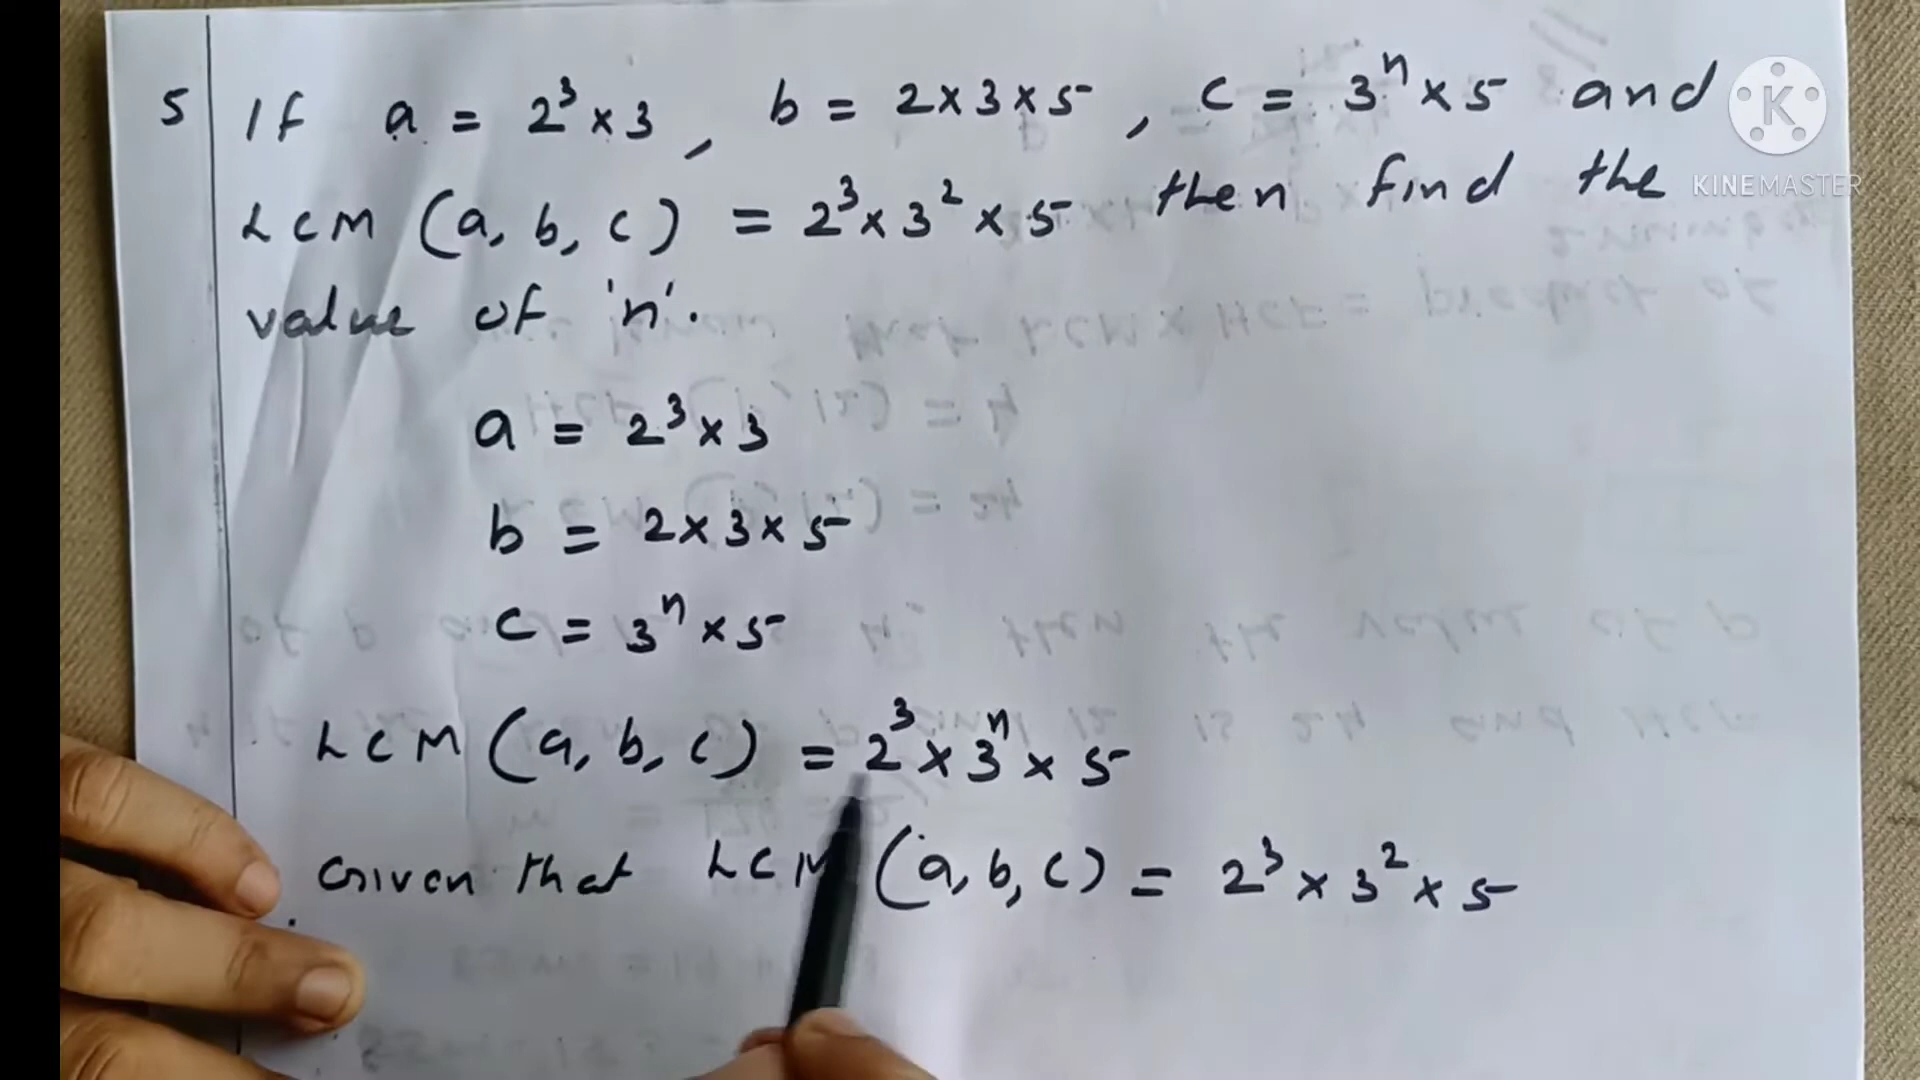 5 If a = 2³ × 3, b = 2 × 3 × 5, c = 3ⁿ × 5 and
LCM (a, b, c) = 2³ × 3² × 5 then find the
value of 'n'.
a = 2³ × 3
b = 2 × 3 × 5
c = 3ⁿ × 5
LCM (a, b, c) = 2³ × 3ⁿ × 5
Given that LCM (a, b, c) = 2³ × 3² × 5
K
KINEMASTER